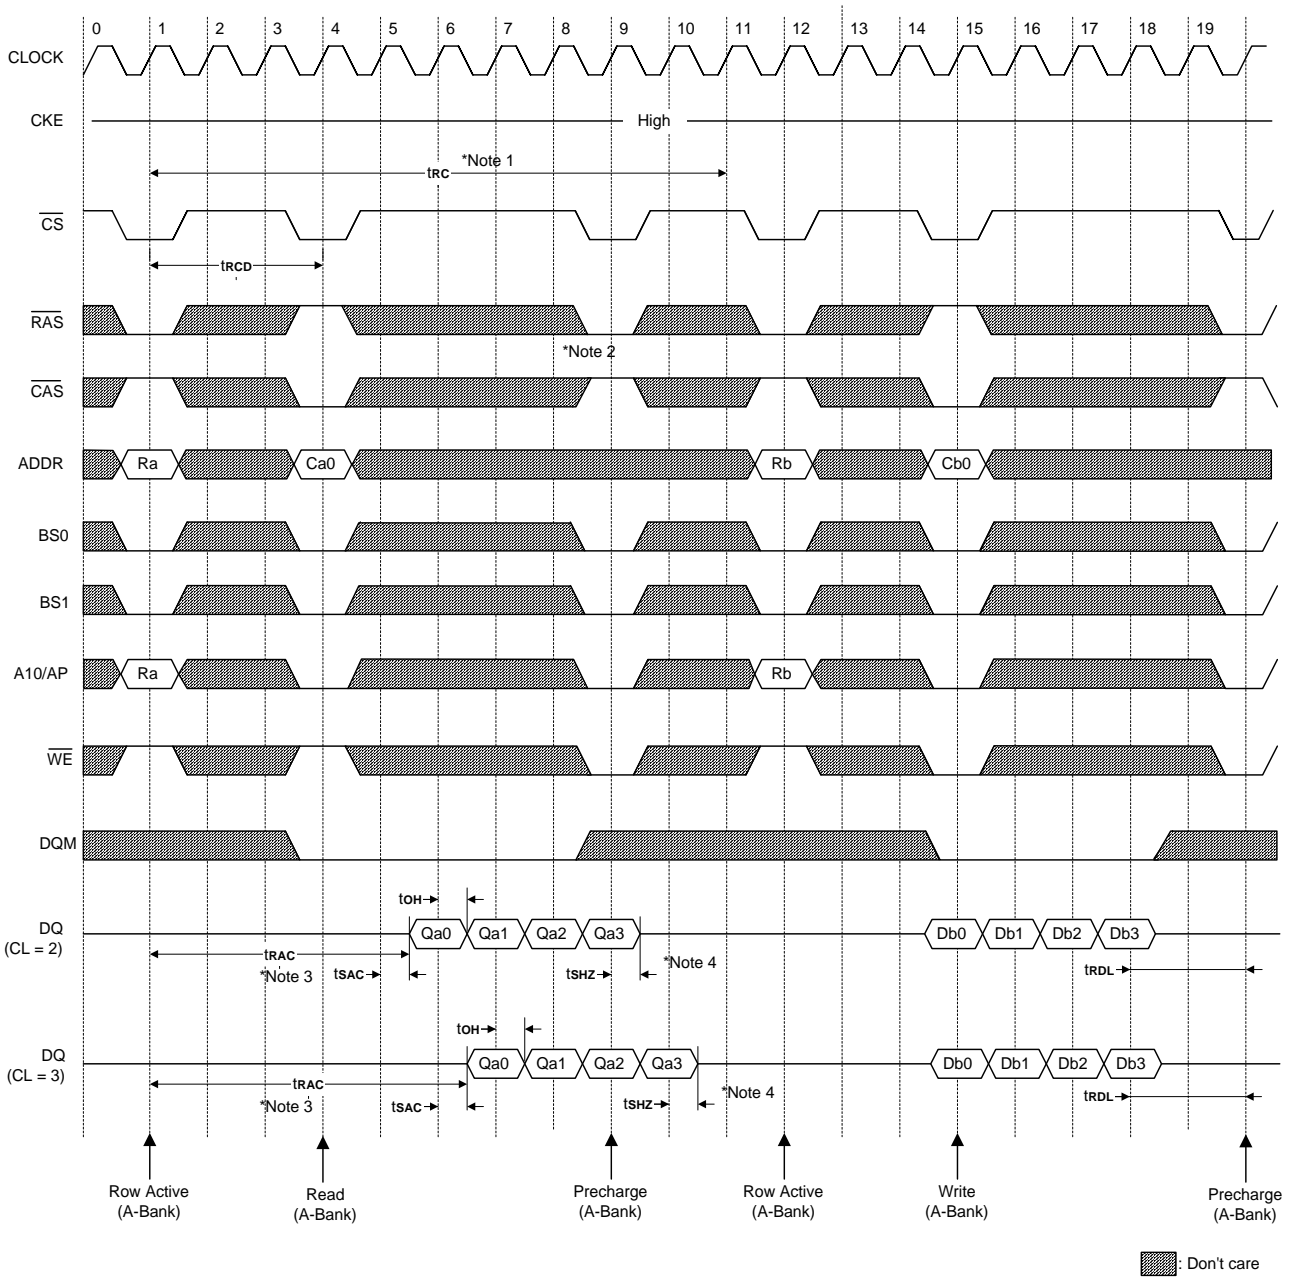 0 1 2 3 4 5 6 7 8 9 10 11 12 13 14 15 16 17 18 19
CLOCK
CKE High
*Note 1
tRC
CS
tRCD
RAS
*Note 2
CAS
ADDR Ra Ca0 Rb Cb0
BS0
BS1
A10/AP Ra Rb
WE
DQM
tOH
DQ
(CL = 2)
Qa0 Qa1 Qa2 Qa3 Db0 Db1 Db2 Db3
tRAC
*Note 3
tSAC
tSHZ
*Note 4
tRDL
tOH
DQ
(CL = 3)
Qa0 Qa1 Qa2 Qa3 Db0 Db1 Db2 Db3
tRAC
*Note 3
tSAC
tSHZ
*Note 4
tRDL
Row Active
(A-Bank)
Read
(A-Bank)
Precharge
(A-Bank)
Row Active
(A-Bank)
Write
(A-Bank)
Precharge
(A-Bank)
: Don't care